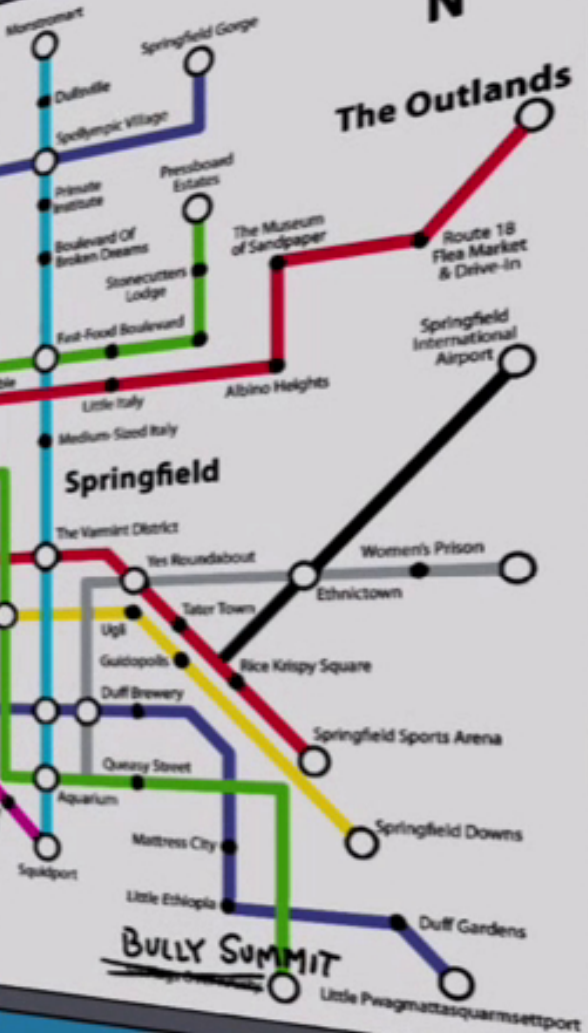 N
Monstromart
Springfield Gorge
The Outlands
Dullsville
Spellympic Village
Pressboard
Estates
Primate
Institute
The Museum
of Sandpaper
Route 18
Flea Market
& Drive-In
Boulevard Of
Broken Dreams
Stonecutters
Lodge
Springfield
International
Airport
Fast-Food Boulevard
ble
Little Italy
Albino Heights
Medium-Sized Italy
Springfield
The Varmint District
Yes Roundabout
Women's Prison
Ethnictown
Tater Town
Ugli
Guidopolis
Rice Krispy Square
Duff Brewery
Springfield Sports Arena
Queasy Street
Aquarium
Springfield Downs
Mattress City
Squidport
Little Ethiopia
Duff Gardens
BULLY SUMMIT
Little Pwagmattasquarmsettport